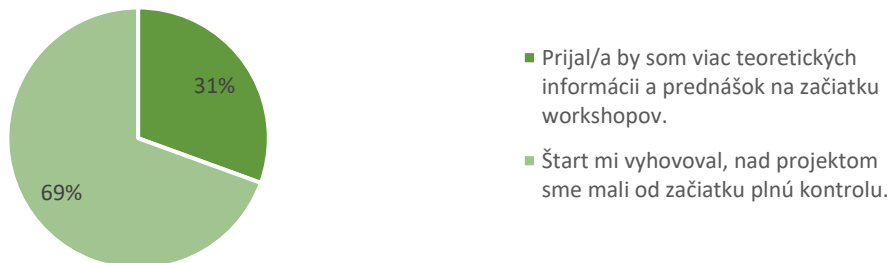 31%
69%
Prijal/a by som viac teoretických
informácii a prednášok na začiatku
workshopov.
Štart mi vyhovoval, nad projektom
sme mali od začiatku plnú kontrolu.